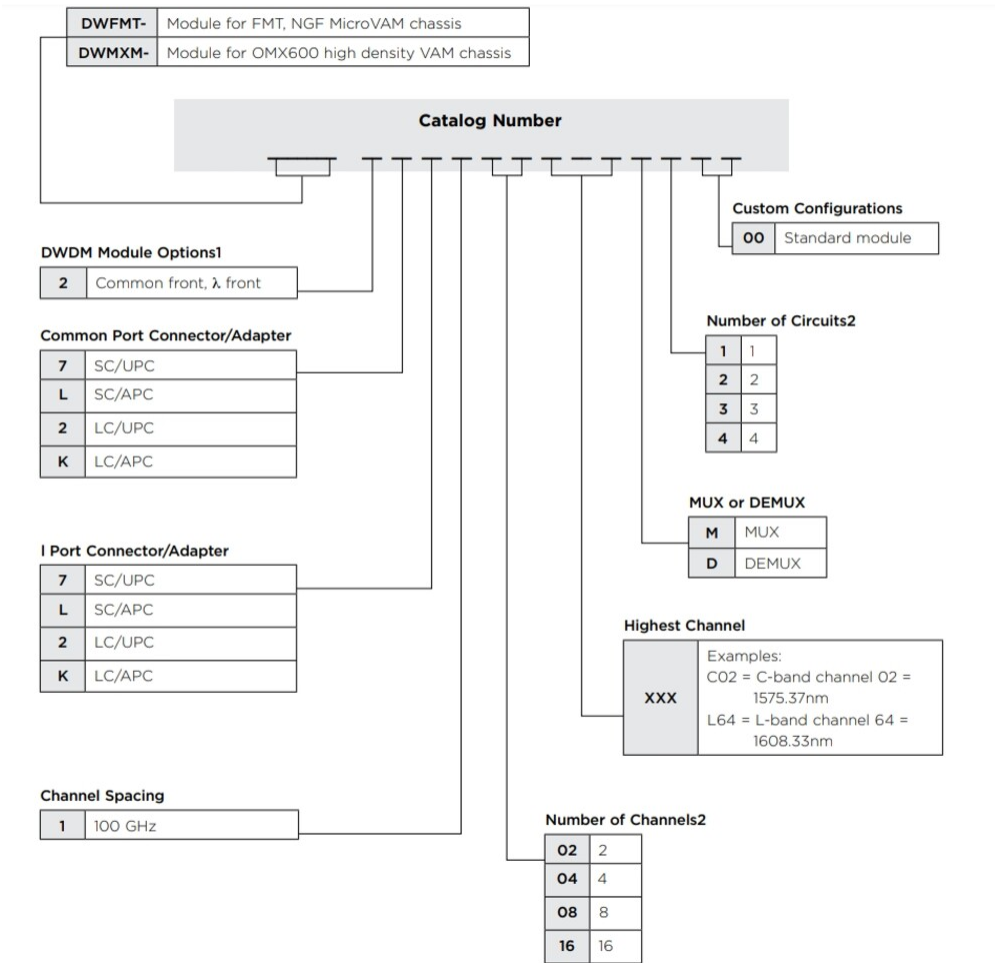 DWFMT- Module for FMT, NGF MicroVAM chassis
DWMXM- Module for OMX600 high density VAM chassis
Catalog Number
Custom Configurations
00 Standard module
DWDM Module Options1
2 Common front, λ front
Number of Circuits2
1 1
2 2
3 3
4 4
Common Port Connector/Adapter
7 SC/UPC
L SC/APC
2 LC/UPC
K LC/APC
MUX or DEMUX
M MUX
D DEMUX
l Port Connector/Adapter
7 SC/UPC
L SC/APC
2 LC/UPC
K LC/APC
Highest Channel
XXX
Examples:
C02 = C-band channel 02 =
1575.37nm
L64 = L-band channel 64 =
1608.33nm
Channel Spacing
1 100 GHz
Number of Channels2
02 2
04 4
08 8
16 16